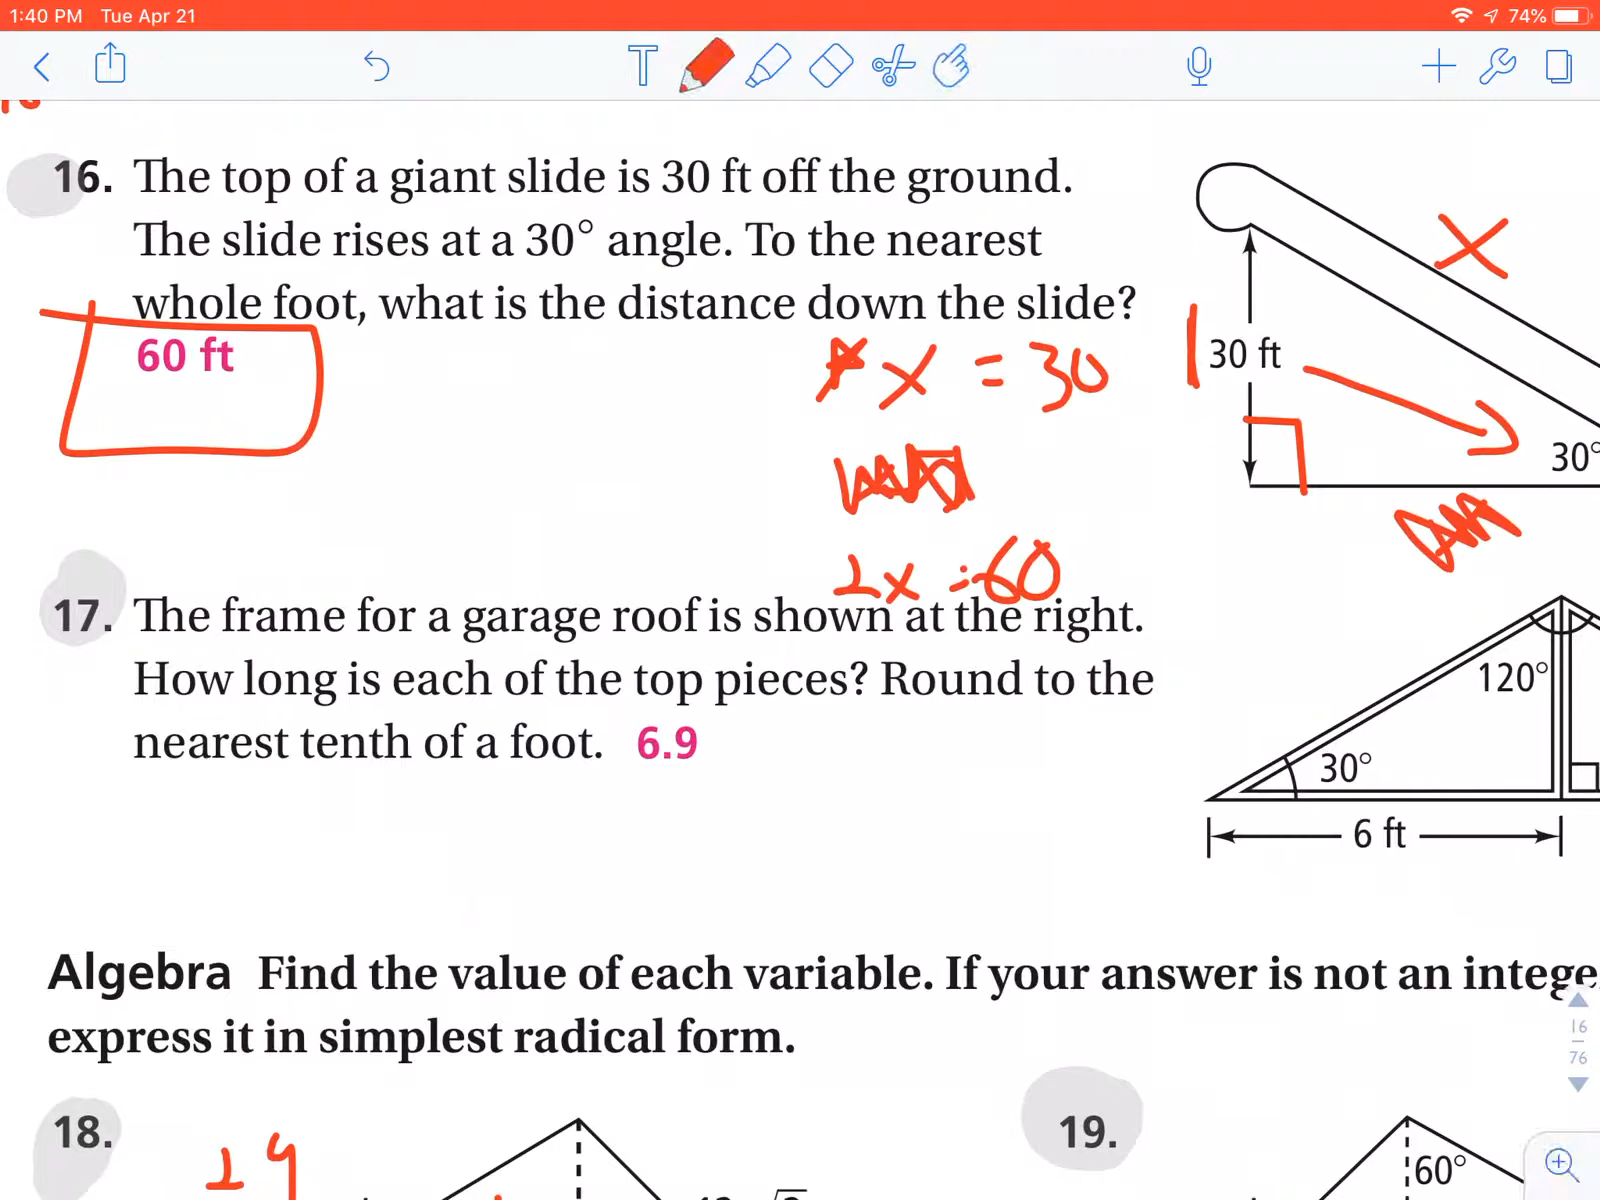 1:40 PM Tue Apr 21
74%
T
16. The top of a giant slide is 30 ft off the ground.
The slide rises at a 30° angle. To the nearest
whole foot, what is the distance down the slide?
60 ft
x = 30
2x = 60
x
30 ft
30°
17. The frame for a garage roof is shown at the right.
How long is each of the top pieces? Round to the
nearest tenth of a foot. 6.9
120°
30°
6 ft
Algebra Find the value of each variable. If your answer is not an intege
express it in simplest radical form.
16
76
18.
19.
60°